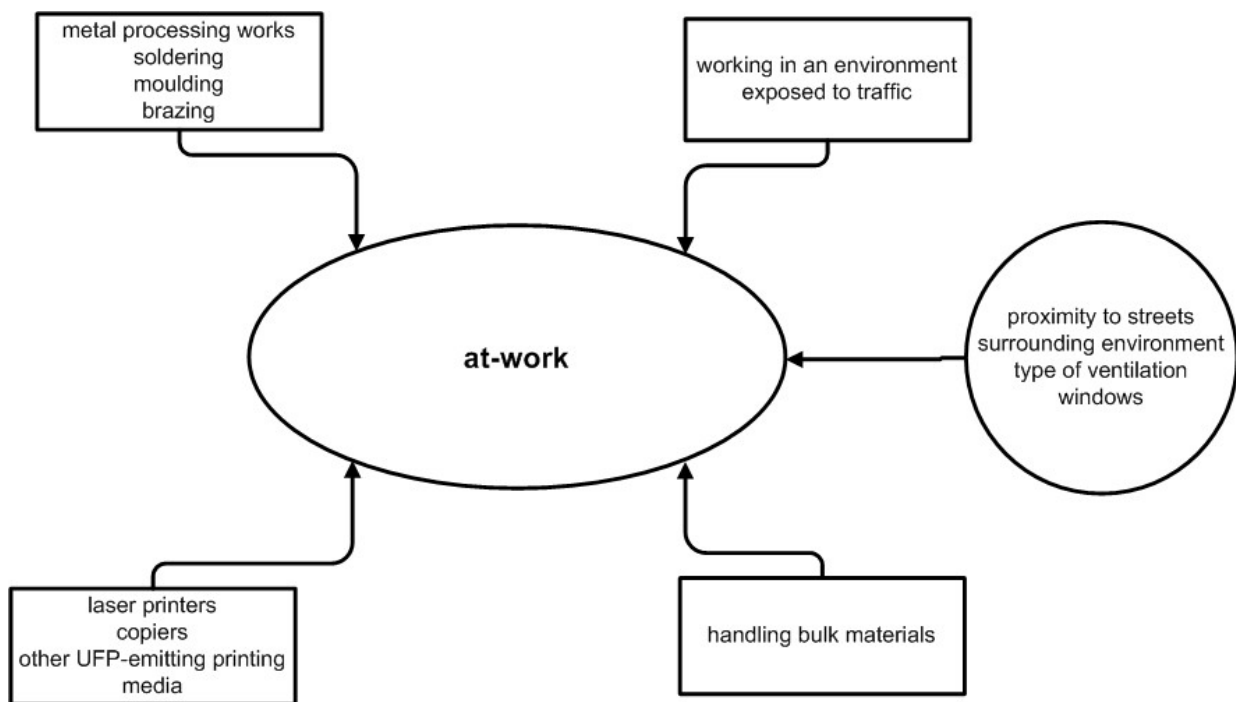 metal processing works
soldering
moulding
brazing
working in an environment
exposed to traffic
at-work
proximity to streets
surrounding environment
type of ventilation
windows
laser printers
copiers
other UFP-emitting printing
media
handling bulk materials